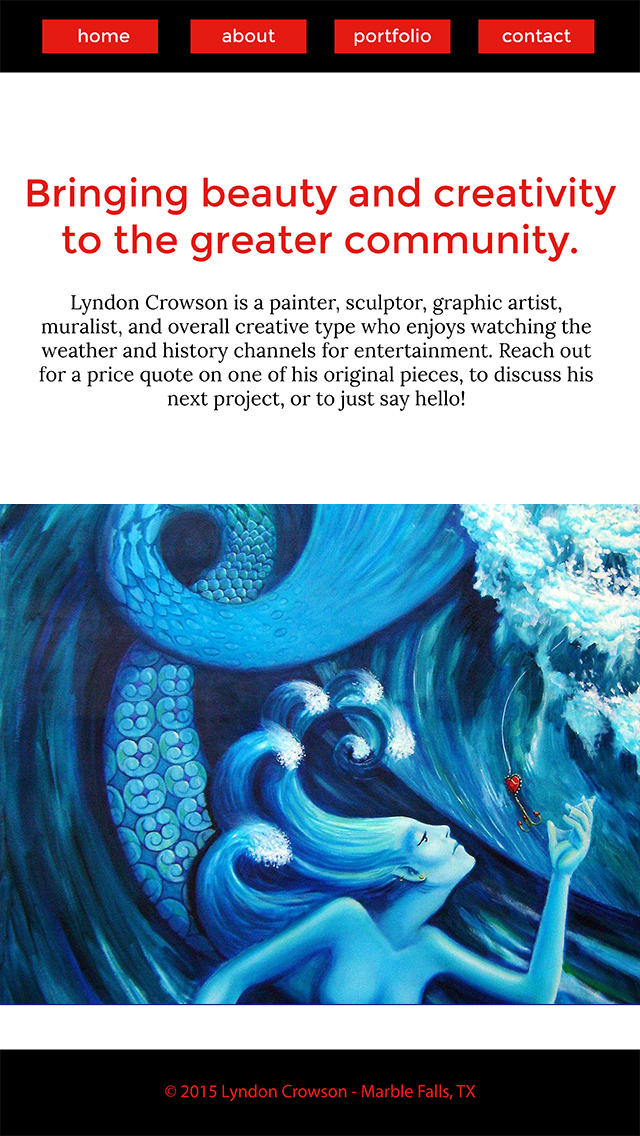 home about portfolio contact
Bringing beauty and creativity
to the greater community.
Lyndon Crowson is a painter, sculptor, graphic artist,
muralist, and overall creative type who enjoys watching the
weather and history channels for entertainment. Reach out
for a price quote on one of his original pieces, to discuss his
next project, or to just say hello!
© 2015 Lyndon Crowson - Marble Falls, TX